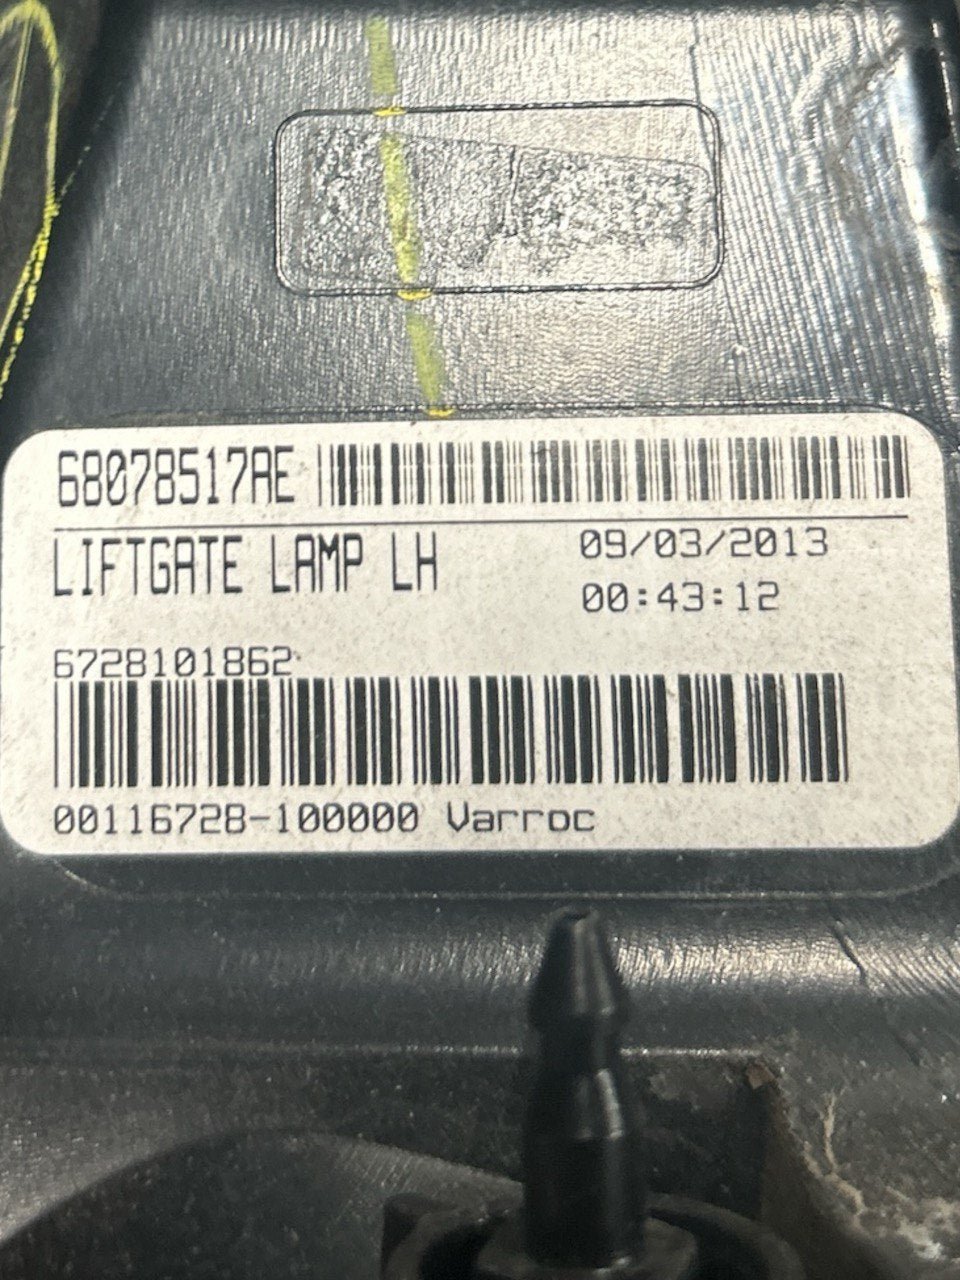 68078517AE
LIFTGATE LAMP LH
09/03/2013
00:43:12
6728101862
00116728-100000 Varroc